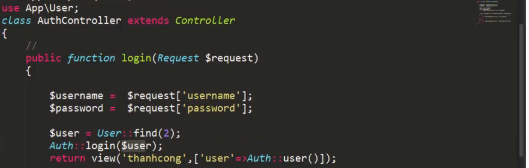 use App\User;
class AuthController extends Controller
{
//
public function login(Request $request)
{
$username = $request['username'];
$password = $request['password'];
$user = User::find(2);
Auth::login($user);
return view('thanhcong',['user'=>Auth::user()]);